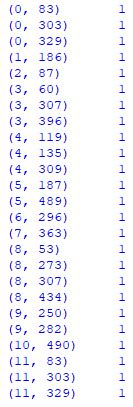 (0, 83) 1
(0, 303) 1
(0, 329) 1
(1, 186) 1
(2, 87) 1
(3, 60) 1
(3, 307) 1
(3, 396) 1
(4, 119) 1
(4, 135) 1
(4, 309) 1
(5, 187) 1
(5, 489) 1
(6, 296) 1
(7, 363) 1
(8, 53) 1
(8, 273) 1
(8, 307) 1
(8, 434) 1
(9, 250) 1
(9, 282) 1
(10, 490) 1
(11, 83) 1
(11, 303) 1
(11, 329) 1